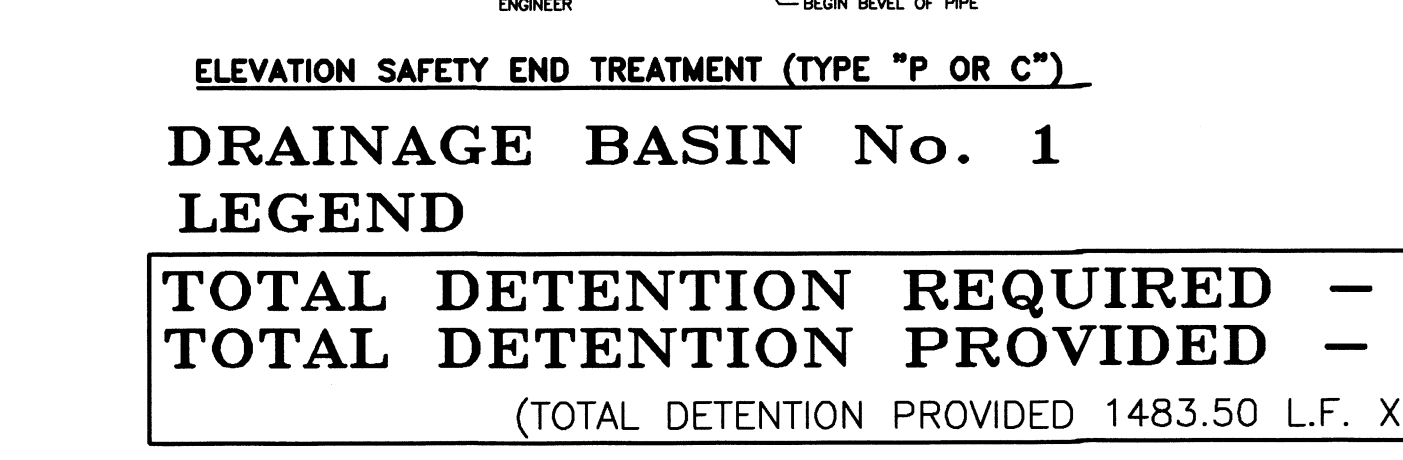 ENGINEER
BEGIN BEVEL OF PIPE
ELEVATION SAFETY END TREATMENT (TYPE "P OR C")
DRAINAGE BASIN No. 1
LEGEND
TOTAL DETENTION REQUIRED –
TOTAL DETENTION PROVIDED –
(TOTAL DETENTION PROVIDED 1483.50 L.F. X